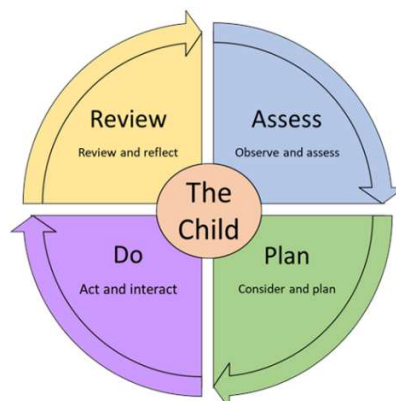 Review
Review and reflect
Assess
Observe and assess
The
Child
Do
Act and interact
Plan
Consider and plan